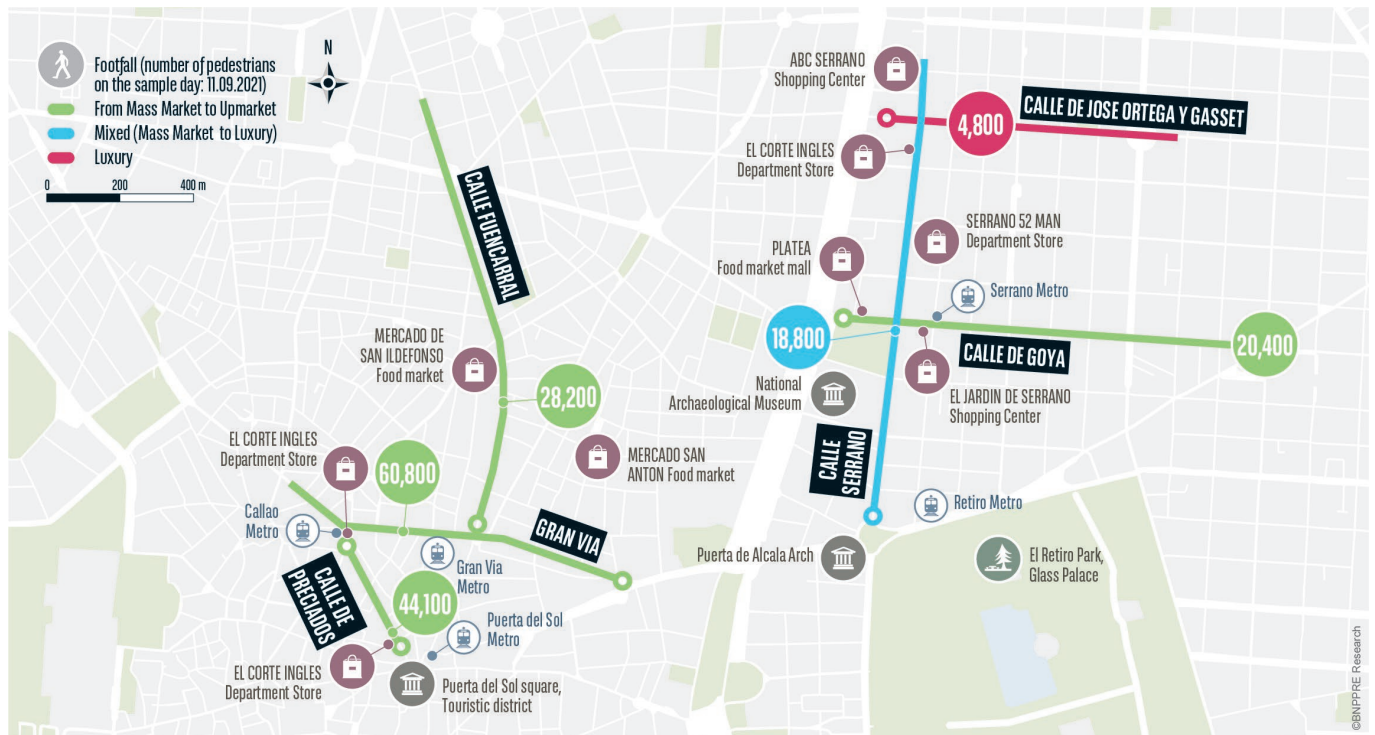 Footfall (number of pedestrians
on the sample day: 11.09.2021)
From Mass Market to Upmarket
Mixed (Mass Market to Luxury)
Luxury
0 200 400 m
N
ABC SERRANO
Shopping Center
4,800
CALLE DE JOSE ORTEGA Y GASSET
EL CORTE INGLES
Department Store
CALLE FUENCARRAL
SERRANO 52 MAN
Department Store
PLATEA
Food market mall
Serrano Metro
18,800
CALLE DE GOYA
20,400
MERCADO DE
SAN ILDEFONSO
Food market
28,200
National
Archaeological Museum
EL JARDIN DE SERRANO
Shopping Center
EL CORTE INGLES
Department Store
60,800
MERCADO SAN
ANTON Food market
CALLE
SERRANO
Callao
Metro
GRAN VIA
Retiro Metro
Gran Via
Metro
Puerta de Alcala Arch
El Retiro Park,
Glass Palace
CALLE DE
PRECIADOS
44,100
Puerta del Sol
Metro
EL CORTE INGLES
Department Store
Puerta del Sol square,
Touristic district
©BNPPRE Research